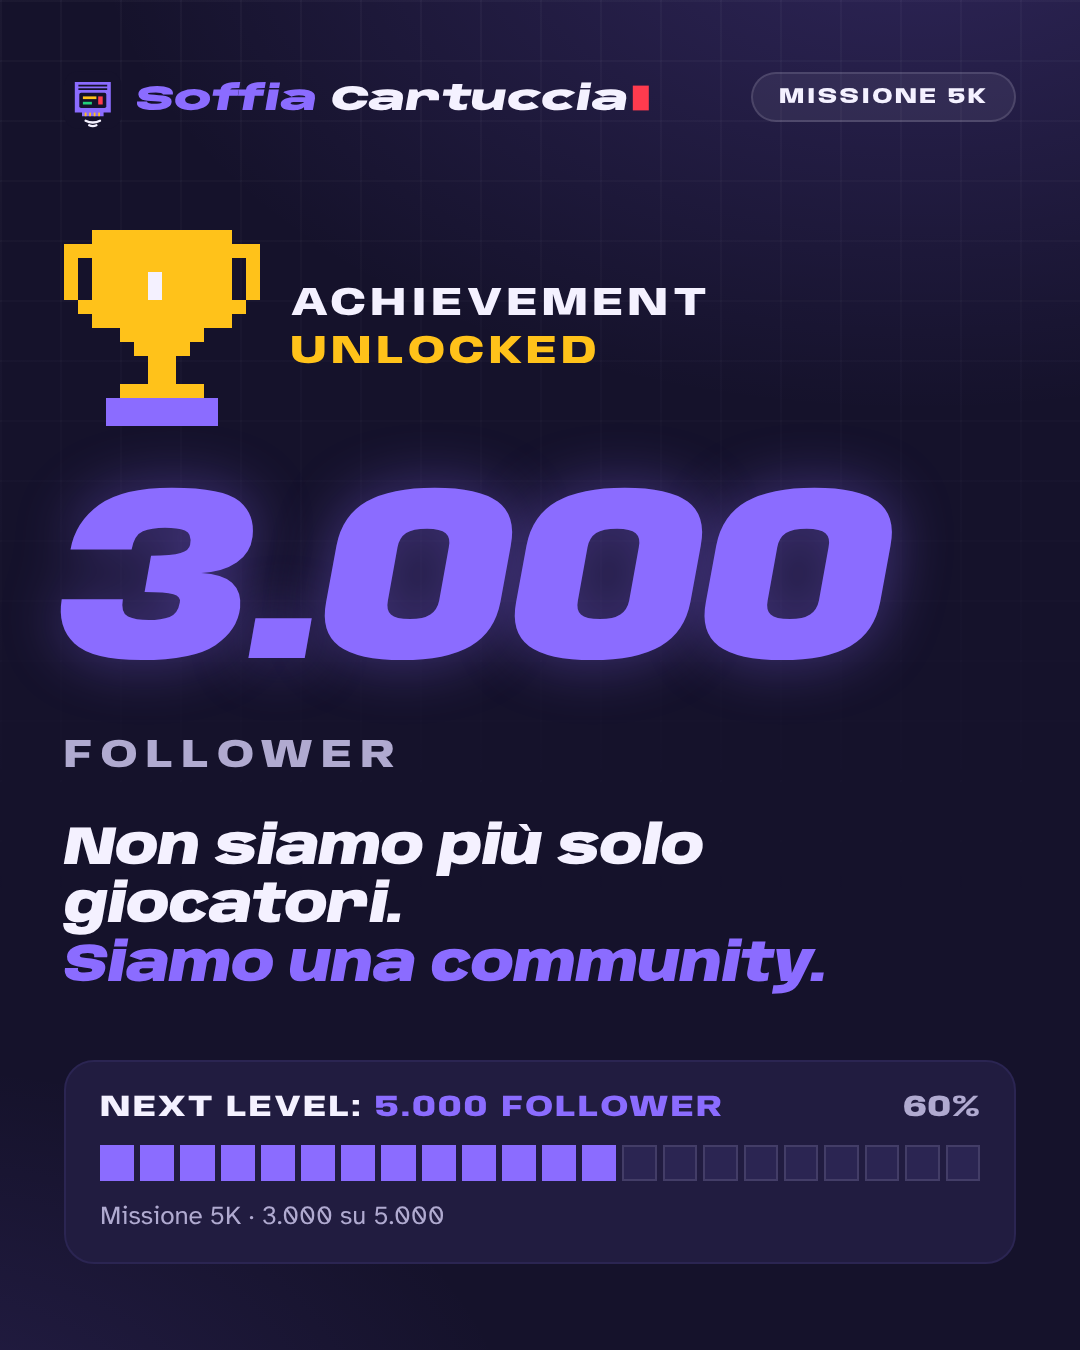 Soffia Cartuccia
MISSIONE 5K
ACHIEVEMENT
UNLOCKED
3.000
FOLLOWER
Non siamo più solo
giocatori.
Siamo una community.
NEXT LEVEL: 5.000 FOLLOWER
60%
Missione 5K · 3.000 su 5.000